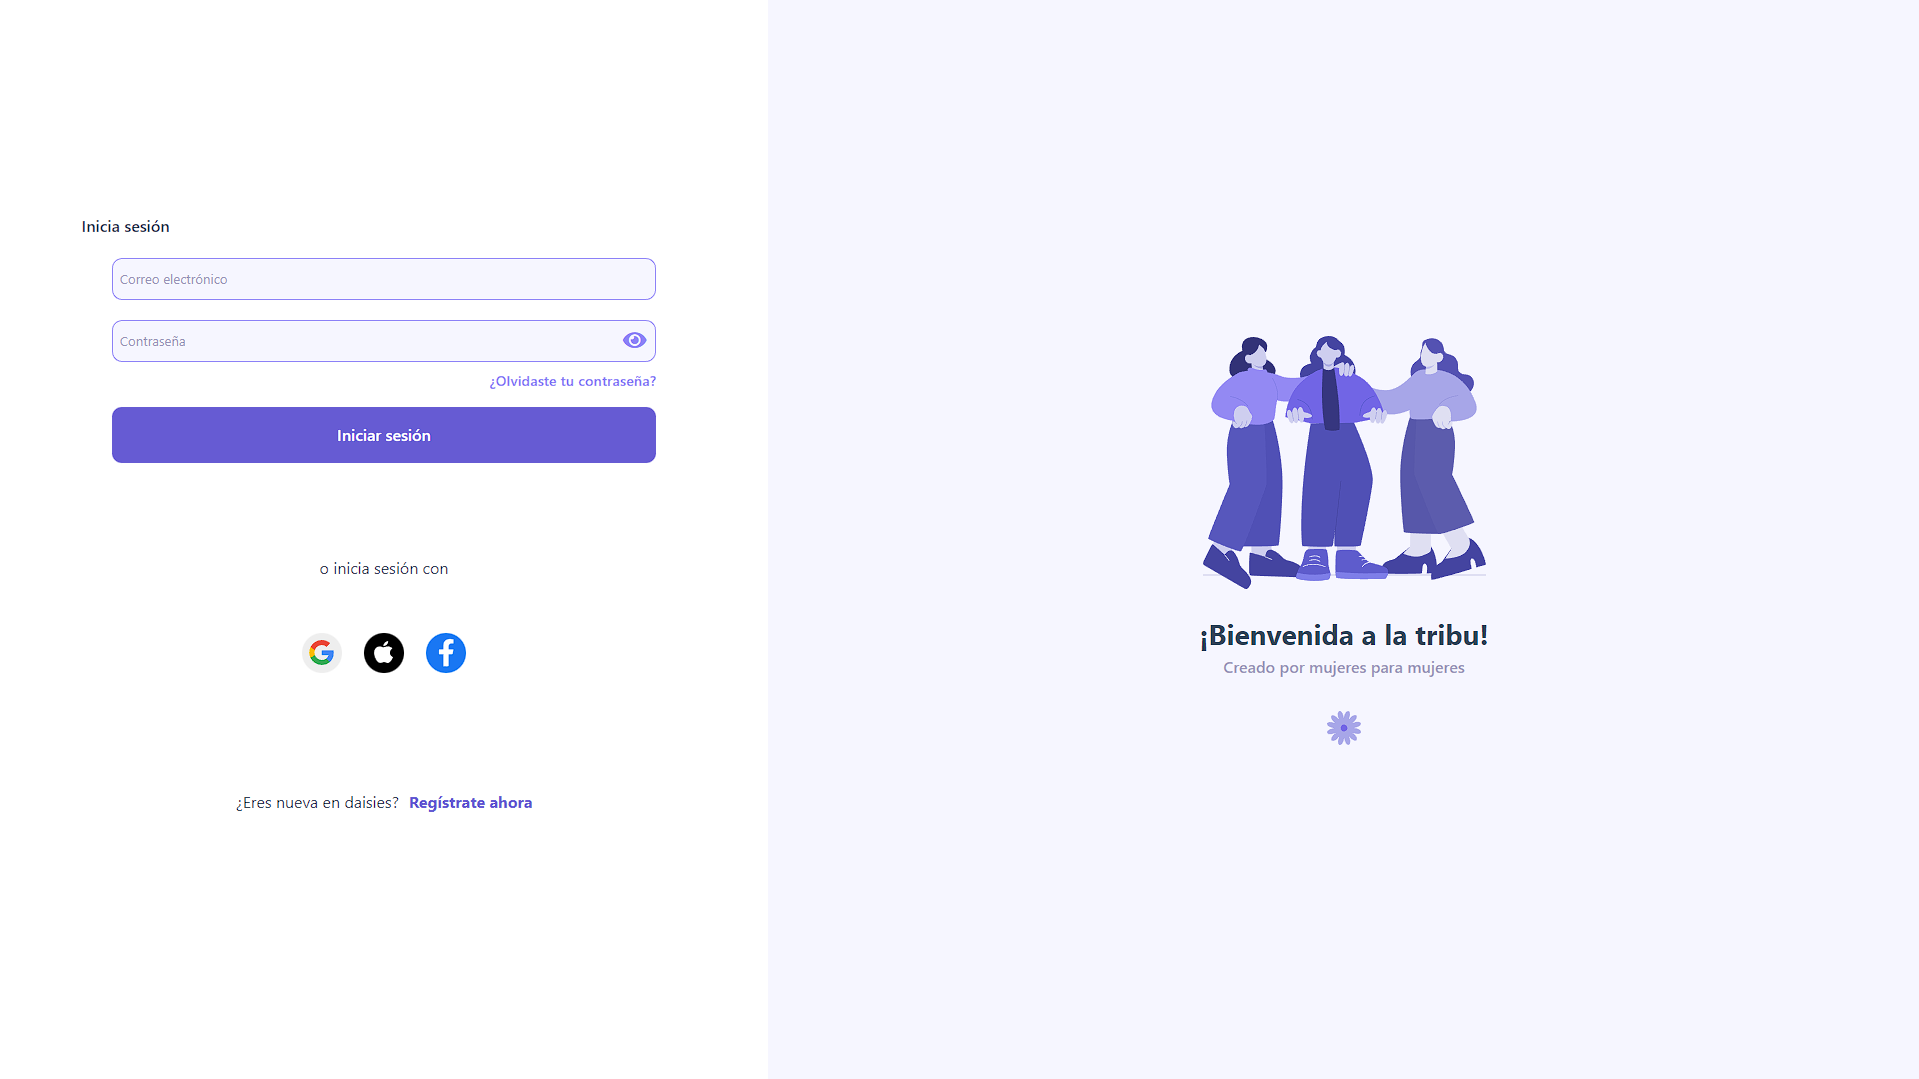 Inicia sesión
Correo electrónico
Contraseña
¿Olvidaste tu contraseña?
Iniciar sesión
o inicia sesión con
¿Eres nueva en daisies? Regístrate ahora
¡Bienvenida a la tribu!
Creado por mujeres para mujeres